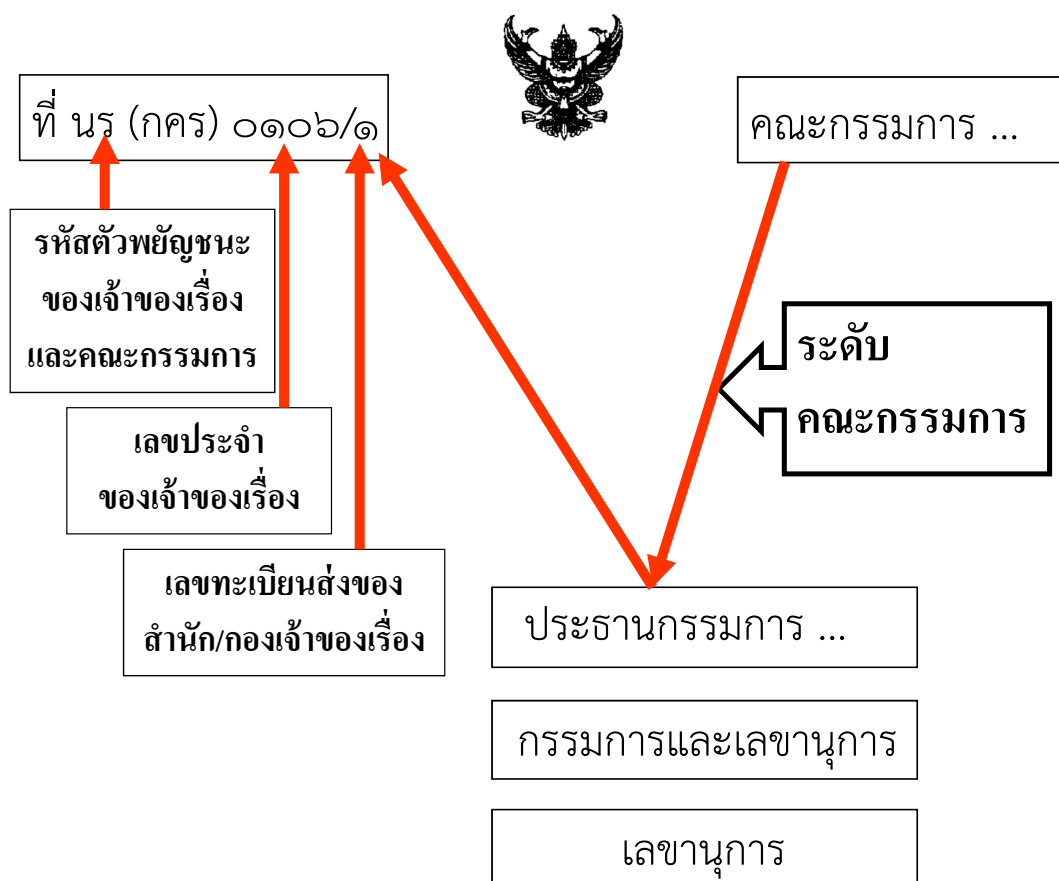 ที่ นร (กคร) ๐๑๐๖/๑
คณะกรรมการ ...
รหัสตัวพยัญชนะ
ของเจ้าของเรื่อง
และคณะกรรมการ
ระดับ
คณะกรรมการ
เลขประจำ
ของเจ้าของเรื่อง
เลขทะเบียนส่งของ
สำนัก/กองเจ้าของเรื่อง
ประธานกรรมการ ...
กรรมการและเลขานุการ
เลขานุการ